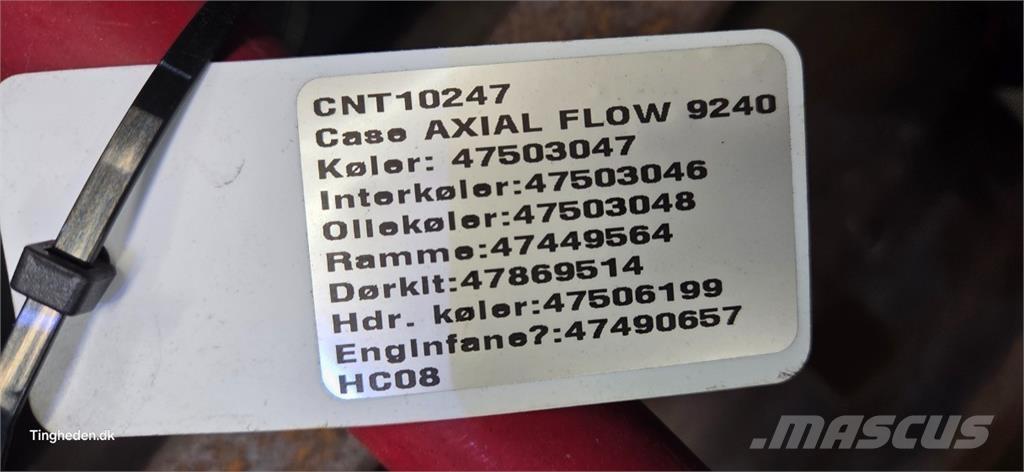 CNT10247
Case AXIAL FLOW 9240
Køler: 47503047
Interkøler:47503046
Oliekøler:47503048
Ramme:47449564
Dørkit:47869514
Hdr. køler:47506199
Enginfane?:47490657
HC08
Tingheden.dk
MASCUS